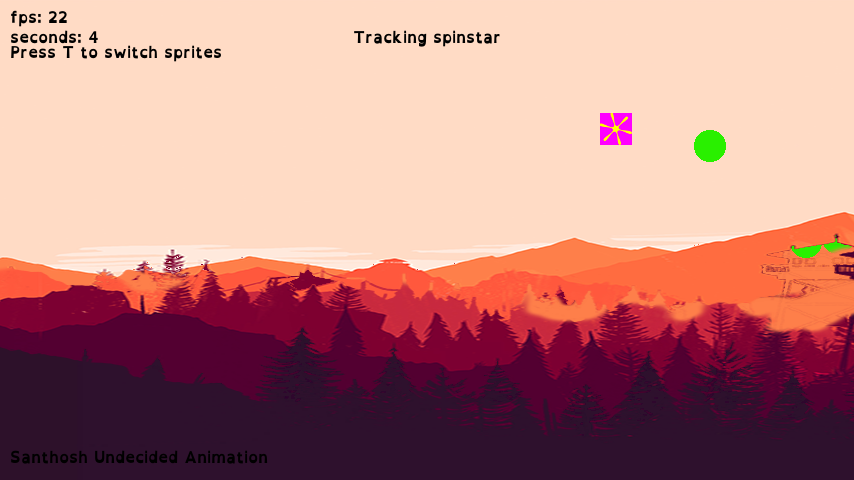 fps: 22
seconds: 4
Tracking spinstar
Press T to switch sprites
Santhosh Undecided Animation